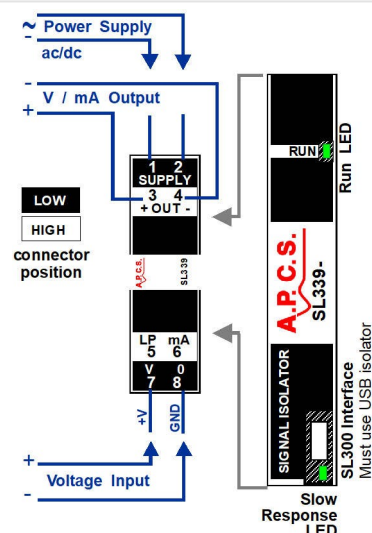 ~ Power Supply
- ac/dc
- V / mA Output
+
1 2
SUPPLY
3 4
+ OUT -
LOW
HIGH
connector
position
A.P.C.S.
SL339
LP mA
5 6
V 0
7 8
+V
GND
+
Voltage Input
-
RUN
Run LED
A.P.C.S.
SL339-
SIGNAL ISOLATOR
SL300 Interface
Must use USB isolator
Slow
Response
LED